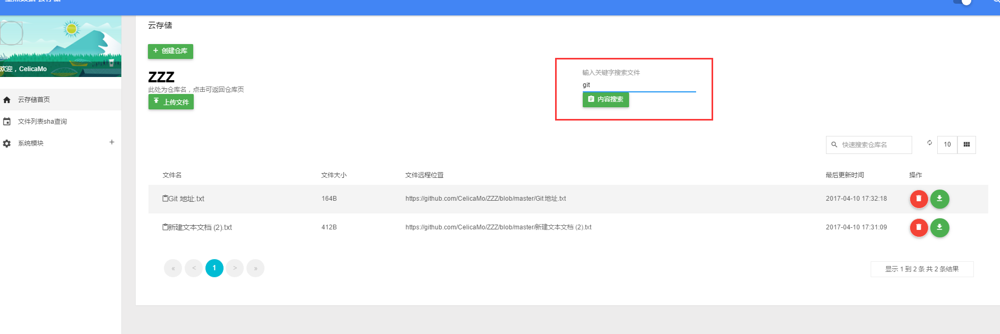 欢迎，CelicaMo
云存储首页
文件列表sha查询
系统模块 +
云存储
+ 创建仓库
ZZZ
此处为仓库名，点击可返回仓库页
上传文件
输入关键字搜索文件
git
内容搜索
快速搜索仓库名
10
文件名 文件大小 文件远程位置 最后更新时间 操作
Git 地址.txt 164B https://github.com/CelicaMo/ZZZ/blob/master/Git 地址.txt 2017-04-10 17:32:18
新建文本文档 (2).txt 412B https://github.com/CelicaMo/ZZZ/blob/master/新建文本文档 (2).txt 2017-04-10 17:31:09
« < 1 > »
显示 1 到 2 条 共 2 条结果